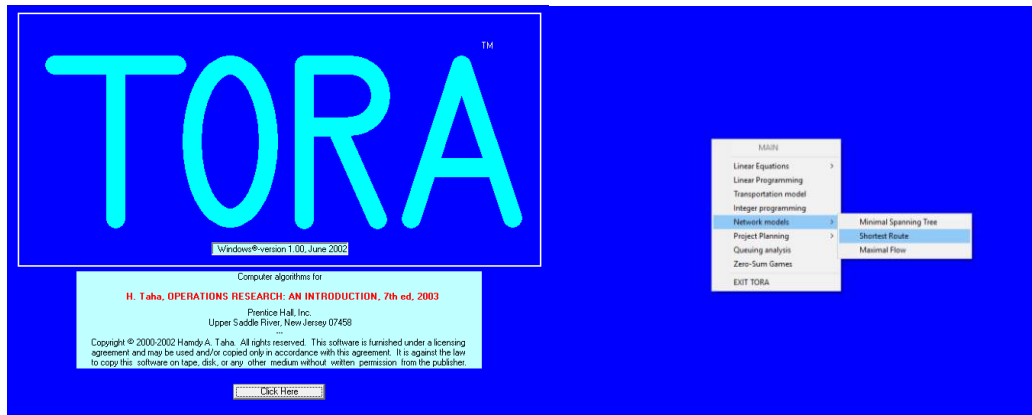 TORA
TM
Windows®-version 1.00, June 2002
Computer algorithms for
H. Taha, OPERATIONS RESEARCH: AN INTRODUCTION, 7th ed, 2003
Prentice Hall, Inc.
Upper Saddle River, New Jersey 07458
---
Copyright © 2000-2002 Hamdy A. Taha. All rights reserved. This software is furnished under a licensing
agreement and may be used and/or copied only in accordance with this agreement. It is against the law
to copy this software on tape, disk, or any other medium without written permission from the publisher.
Click Here
MAIN
Linear Equations >
Linear Programming
Transportation model
Integer programming
Network models >
Project Planning >
Queuing analysis
Zero-Sum Games
EXIT TORA
Minimal Spanning Tree
Shortest Route
Maximal Flow